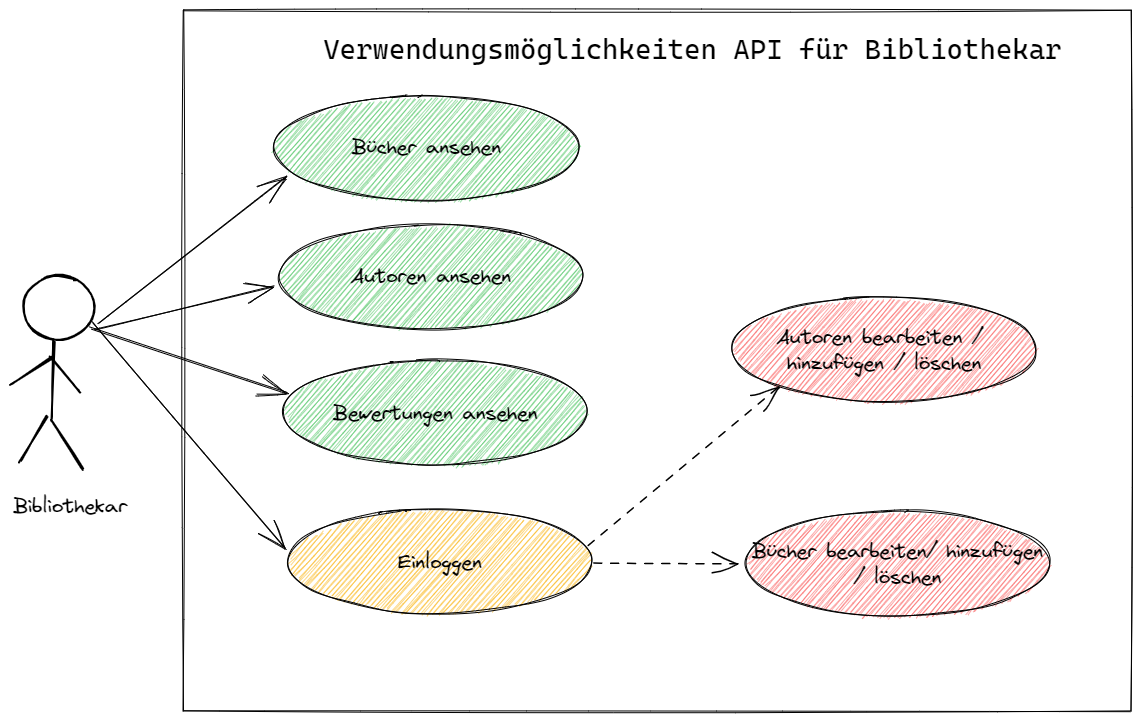 Verwendungsmöglichkeiten API für Bibliothekar
Bücher ansehen
Autoren ansehen
Autoren bearbeiten /
hinzufügen / löschen
Bewertungen ansehen
Bibliothekar
Einloggen
Bücher bearbeiten/ hinzufügen
/ löschen